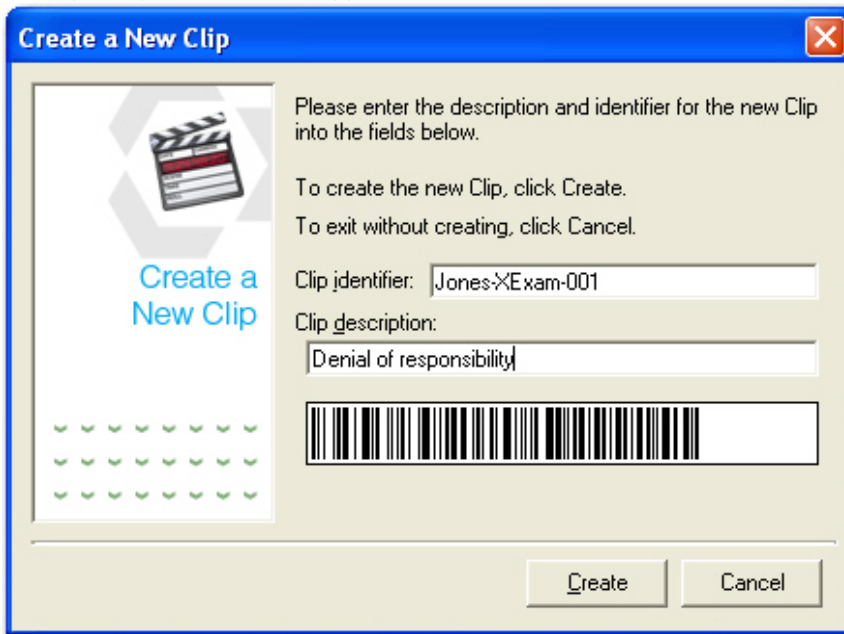 Create a New Clip
Please enter the description and identifier for the new Clip
into the fields below.
To create the new Clip, click Create.
To exit without creating, click Cancel.
Create a
New Clip
Clip identifier: Jones-XExam-001
Clip description:
Denial of responsibility
Create Cancel